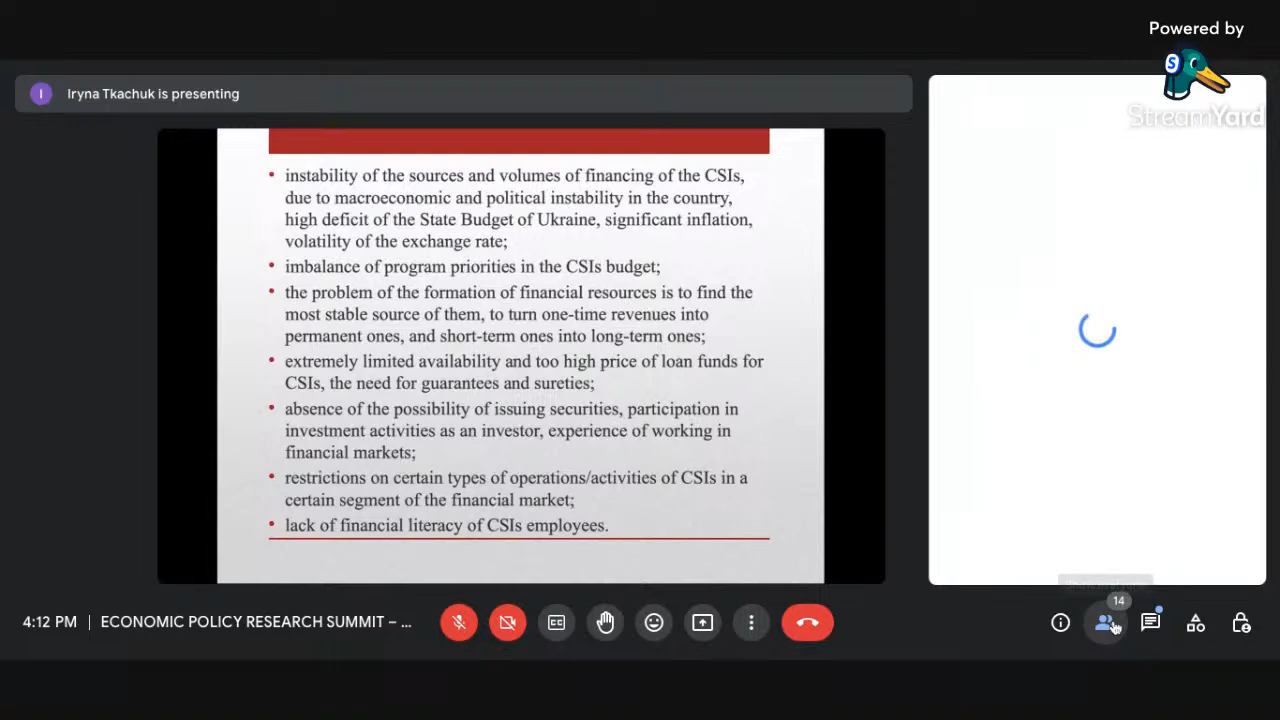 Powered by
StreamYard
I
Iryna Tkachuk is presenting
• instability of the sources and volumes of financing of the CSIs,
due to macroeconomic and political instability in the country,
high deficit of the State Budget of Ukraine, significant inflation,
volatility of the exchange rate;
• imbalance of program priorities in the CSIs budget;
• the problem of the formation of financial resources is to find the
most stable source of them, to turn one-time revenues into
permanent ones, and short-term ones into long-term ones;
• extremely limited availability and too high price of loan funds for
CSIs, the need for guarantees and sureties;
• absence of the possibility of issuing securities, participation in
investment activities as an investor, experience of working in
financial markets;
• restrictions on certain types of operations/activities of CSIs in a
certain segment of the financial market;
• lack of financial literacy of CSIs employees.
14
4:12 PM | ECONOMIC POLICY RESEARCH SUMMIT – ...
CC